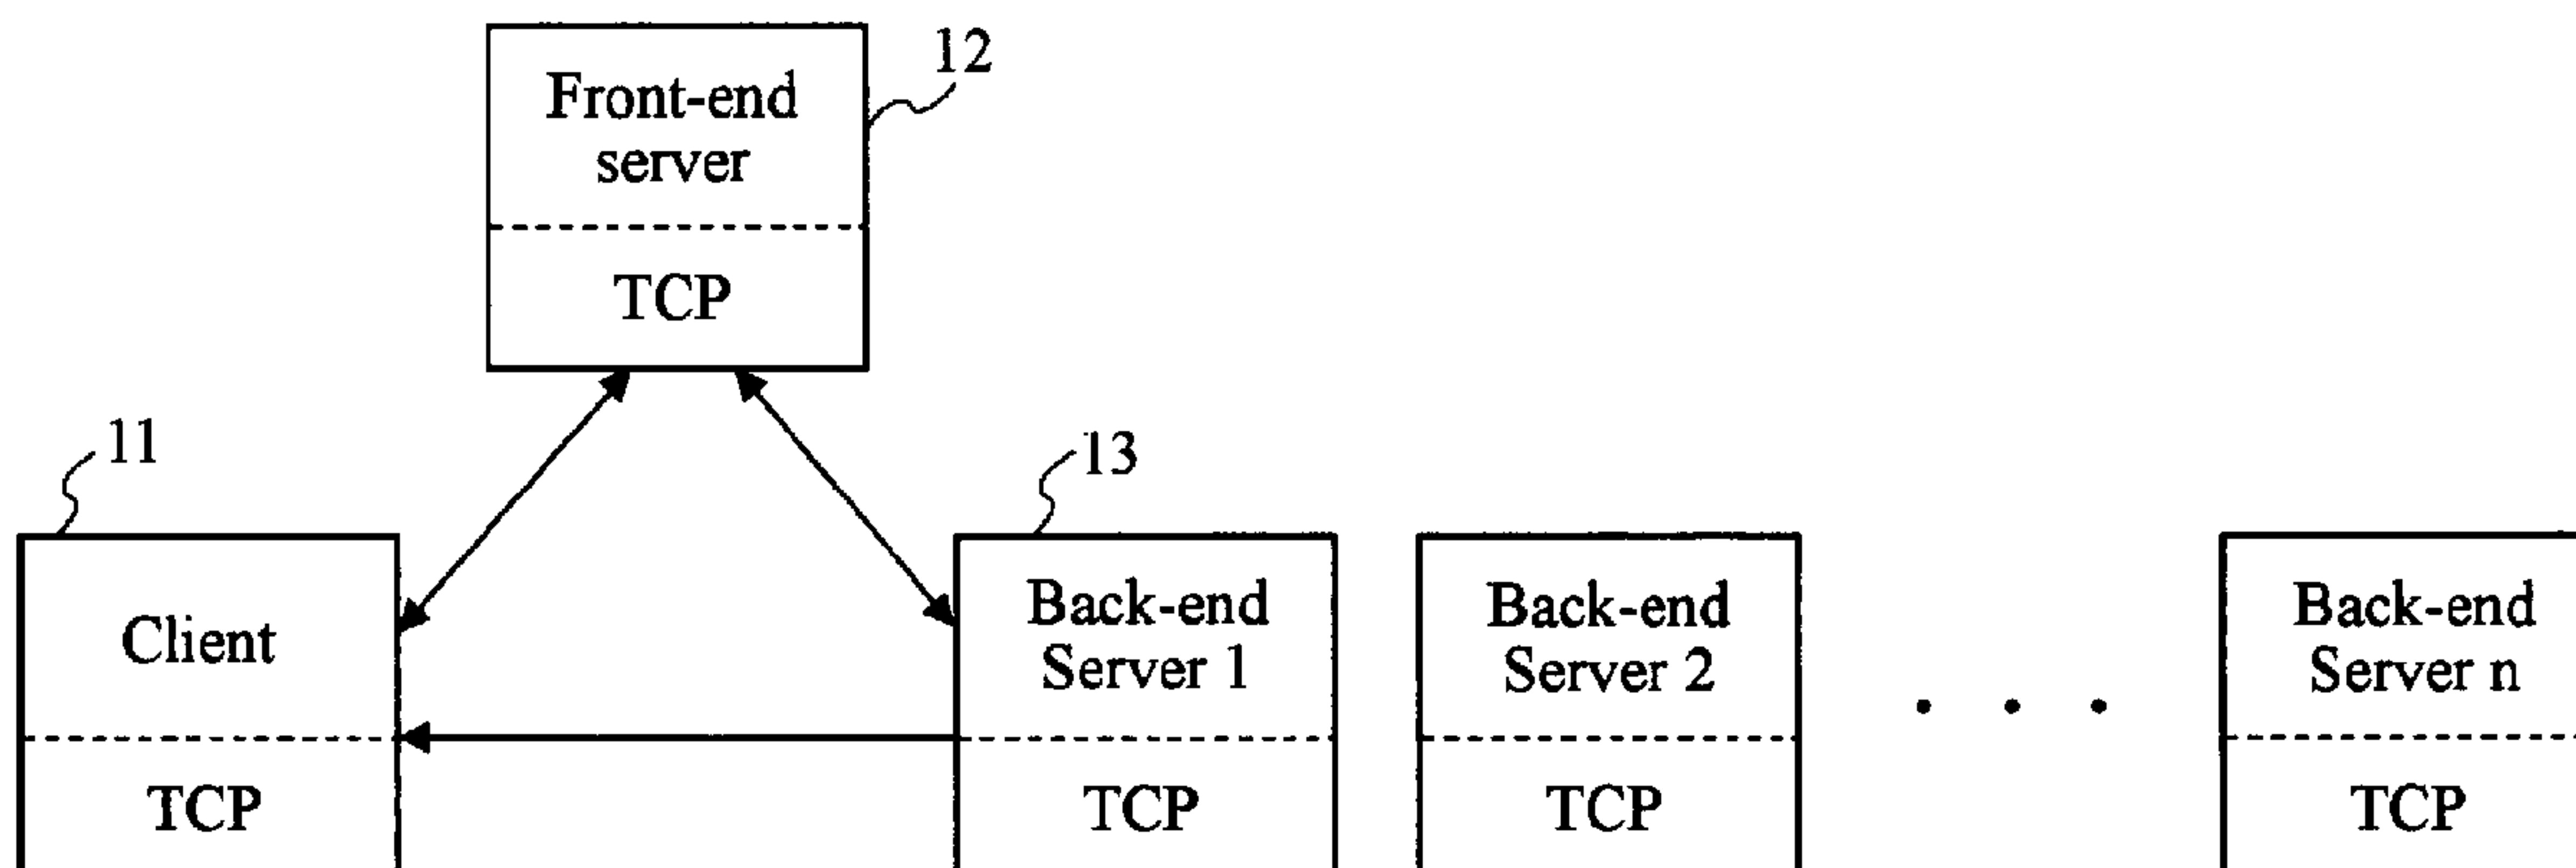 12
Front-end
server
TCP
11
13
Client
TCP
Back-end
Server 1
TCP
Back-end
Server 2
TCP
. . .
Back-end
Server n
TCP